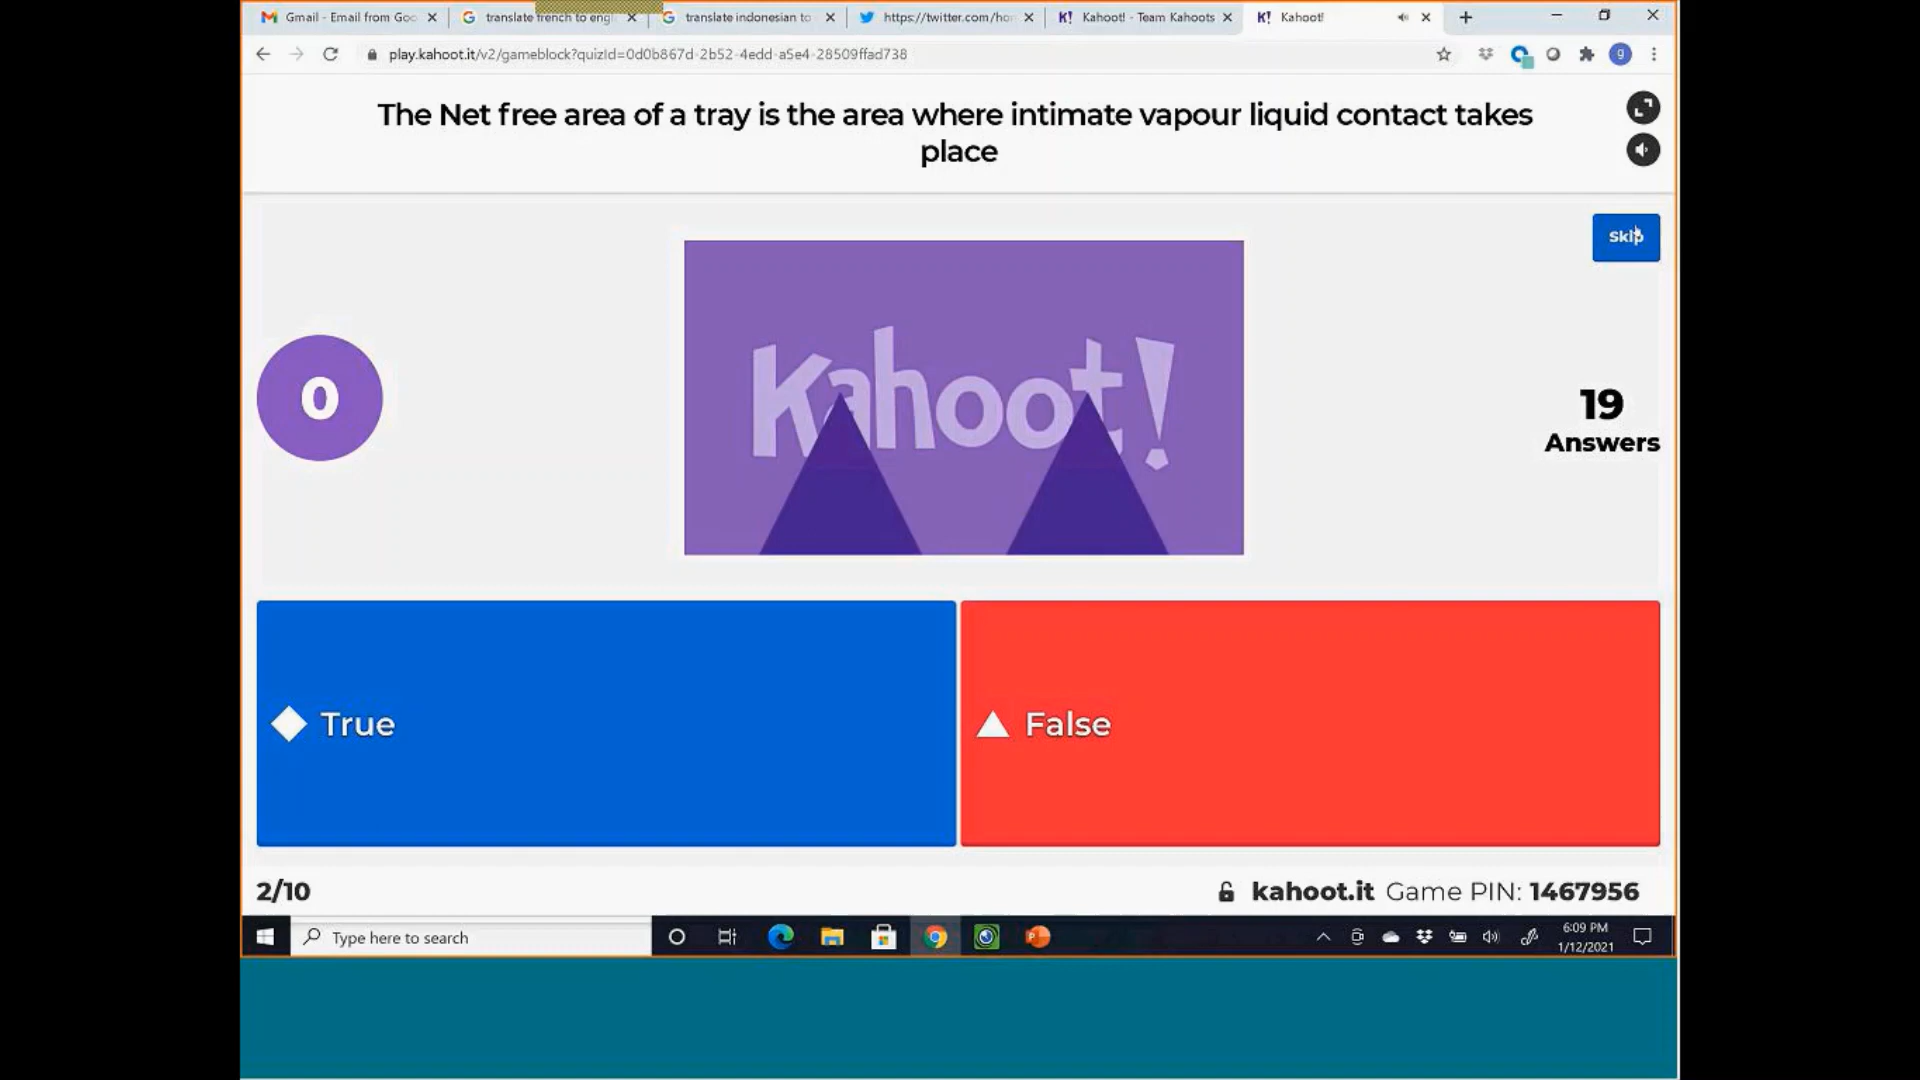 Gmail - Email from Goo
translate french to engl
translate indonesian to
https://twitter.com/ho
Kahoot! - Team Kahoots
Kahoot!
play.kahoot.it/v2/gameblock?quizId=0d0b867d-2b52-4edd-a5e4-28509ffad738
g
The Net free area of a tray is the area where intimate vapour liquid contact takes
place
Skip
Kahoot!
0
19
Answers
True
False
2/10
kahoot.it Game PIN: 1467956
Type here to search
6:09 PM
1/12/2021